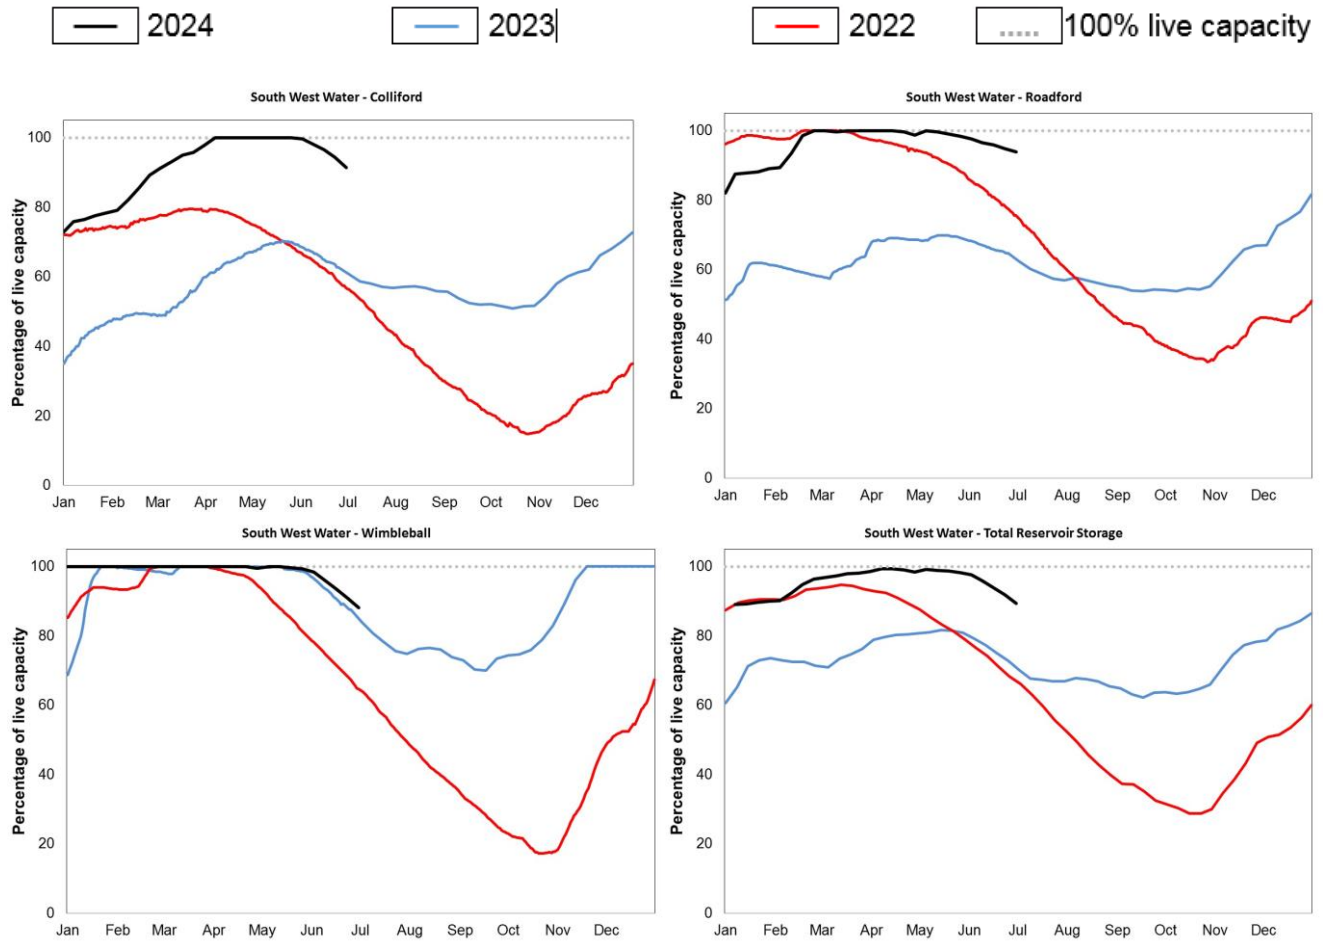 2024 2023 2022 100% live capacity
South West Water - Colliford
Percentage of live capacity
100
80
60
40
20
0
Jan Feb Mar Apr May Jun Jul Aug Sep Oct Nov Dec
South West Water - Roadford
Percentage of live capacity
100
80
60
40
20
0
Jan Feb Mar Apr May Jun Jul Aug Sep Oct Nov Dec
South West Water - Wimbleball
Percentage of live capacity
100
80
60
40
20
0
Jan Feb Mar Apr May Jun Jul Aug Sep Oct Nov Dec
South West Water - Total Reservoir Storage
Percentage of live capacity
100
80
60
40
20
0
Jan Feb Mar Apr May Jun Jul Aug Sep Oct Nov Dec